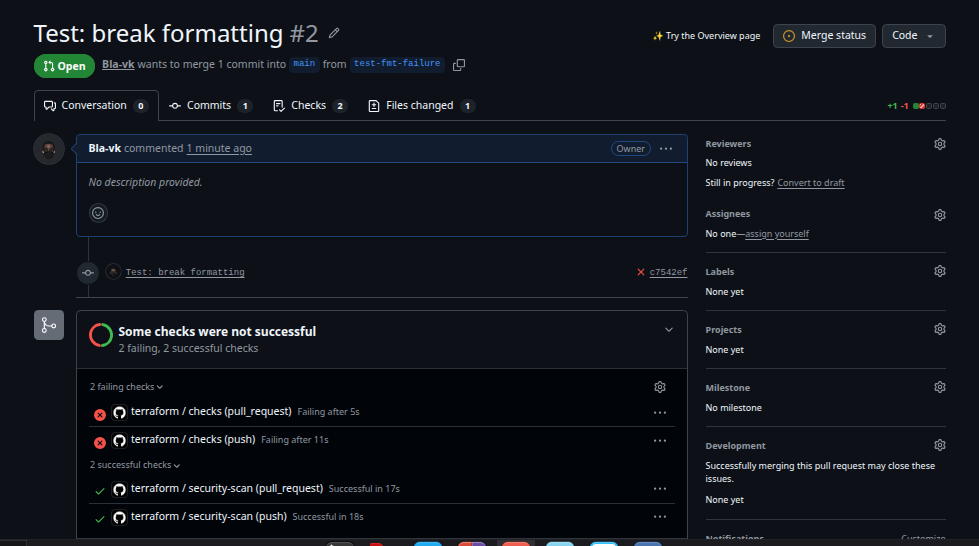 Test: break formatting #2
✨ Try the Overview page
Merge status
Code
Open
Bla-vk wants to merge 1 commit into main from test-fmt-failure
Conversation 0
Commits 1
Checks 2
Files changed 1
+1 -1
Bla-vk commented 1 minute ago
Owner
No description provided.
Test: break formatting
c7542ef
Some checks were not successful
2 failing, 2 successful checks
2 failing checks
terraform / checks (pull_request) Failing after 5s
terraform / checks (push) Failing after 11s
2 successful checks
terraform / security-scan (pull_request) Successful in 17s
terraform / security-scan (push) Successful in 18s
Reviewers
No reviews
Still in progress? Convert to draft
Assignees
No one—assign yourself
Labels
None yet
Projects
None yet
Milestone
No milestone
Development
Successfully merging this pull request may close these
issues.
None yet
Notifications
Customize